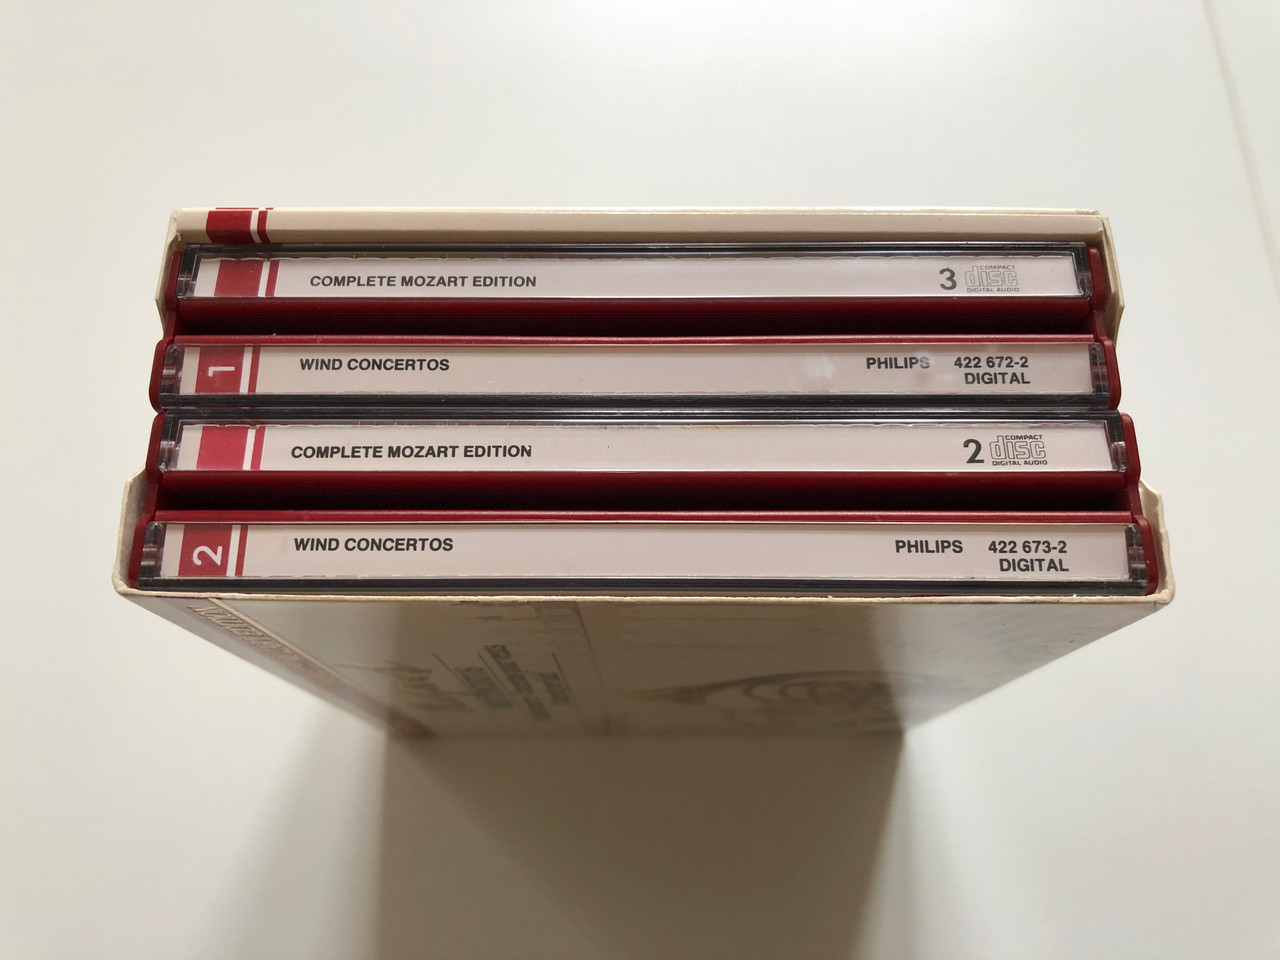 COMPLETE MOZART EDITION 3 COMPACT disc DIGITAL AUDIO
1 WIND CONCERTOS PHILIPS 422 672-2
DIGITAL
COMPLETE MOZART EDITION 2 COMPACT disc DIGITAL AUDIO
2 WIND CONCERTOS PHILIPS 422 673-2
DIGITAL